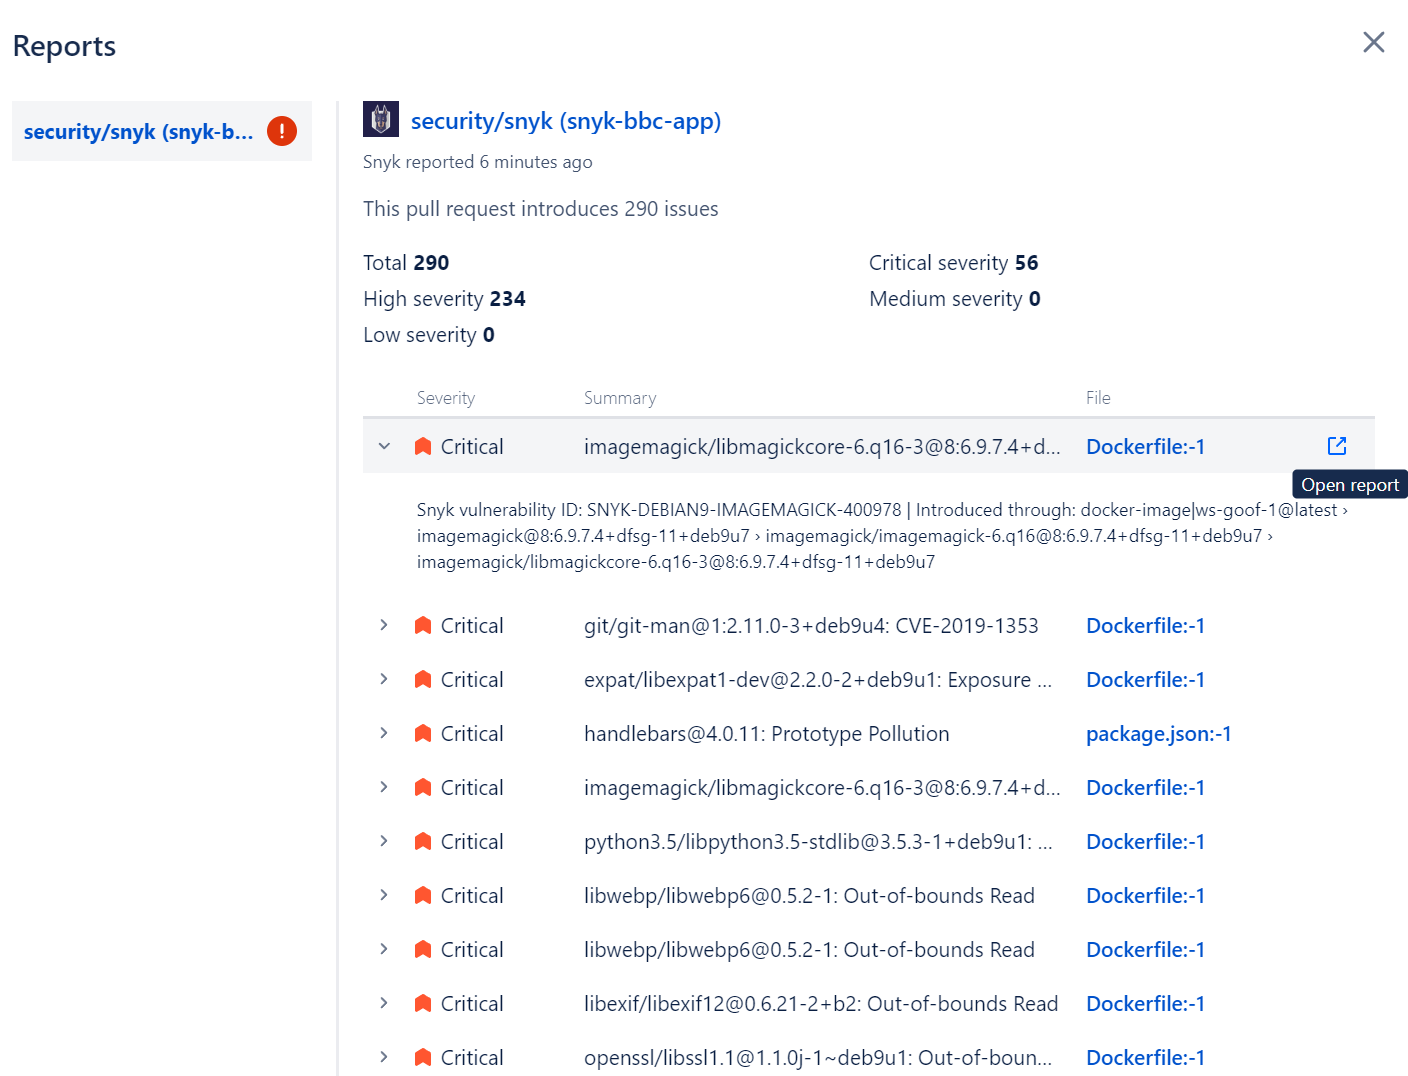 Reports
security/snyk (snyk-b...
security/snyk (snyk-bbc-app)
Snyk reported 6 minutes ago
This pull request introduces 290 issues
Total 290
Critical severity 56
High severity 234
Medium severity 0
Low severity 0
Severity Summary File
Critical imagemagick/libmagickcore-6.q16-3@8:6.9.7.4+d... Dockerfile:-1
Open report
Snyk vulnerability ID: SNYK-DEBIAN9-IMAGEMAGICK-400978 | Introduced through: docker-image|ws-goof-1@latest ›
imagemagick@8:6.9.7.4+dfsg-11+deb9u7 › imagemagick/imagemagick-6.q16@8:6.9.7.4+dfsg-11+deb9u7 ›
imagemagick/libmagickcore-6.q16-3@8:6.9.7.4+dfsg-11+deb9u7
Critical git/git-man@1:2.11.0-3+deb9u4: CVE-2019-1353 Dockerfile:-1
Critical expat/libexpat1-dev@2.2.0-2+deb9u1: Exposure ... Dockerfile:-1
Critical handlebars@4.0.11: Prototype Pollution package.json:-1
Critical imagemagick/libmagickcore-6.q16-3@8:6.9.7.4+d... Dockerfile:-1
Critical python3.5/libpython3.5-stdlib@3.5.3-1+deb9u1: ... Dockerfile:-1
Critical libwebp/libwebp6@0.5.2-1: Out-of-bounds Read Dockerfile:-1
Critical libwebp/libwebp6@0.5.2-1: Out-of-bounds Read Dockerfile:-1
Critical libexif/libexif12@0.6.21-2+b2: Out-of-bounds Read Dockerfile:-1
Critical openssl/libssl1.1@1.1.0j-1~deb9u1: Out-of-boun... Dockerfile:-1